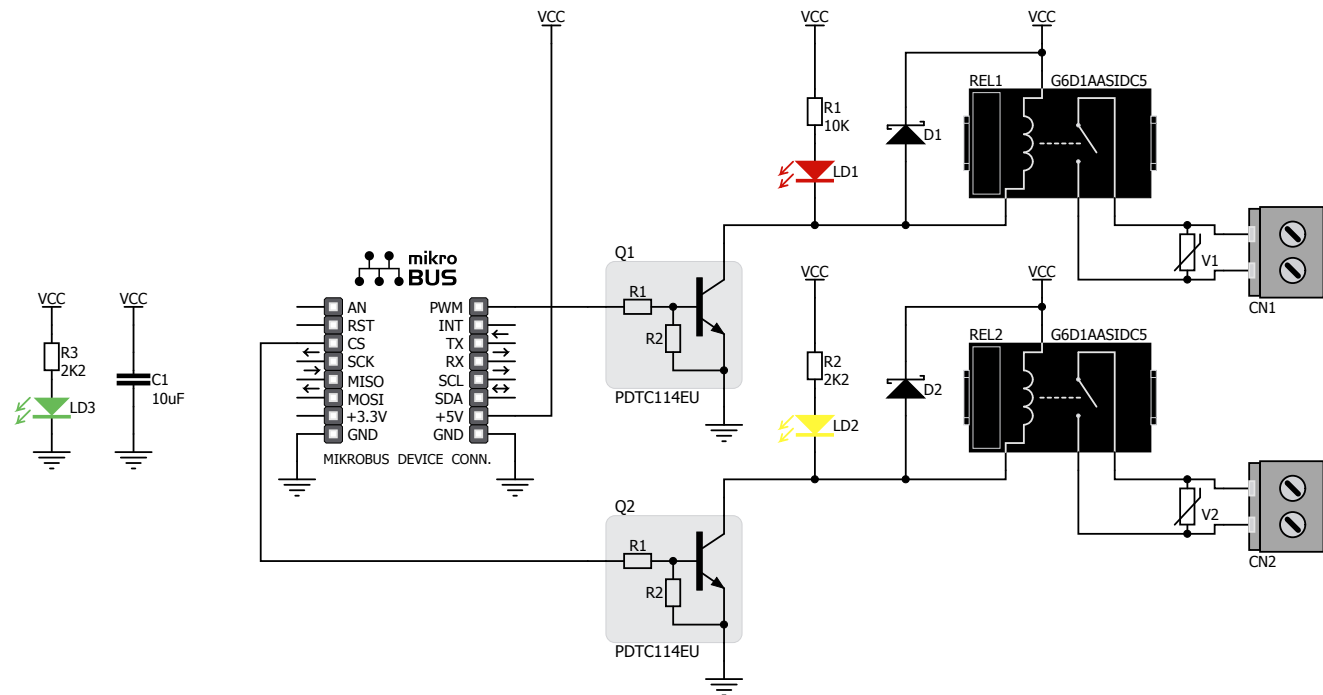 VCC
VCC
VCC
REL1 G6D1AASIDC5
R1
10K
D1
LD1
V1
CN1
mikro
BUS
Q1
R1
R2
PDTC114EU
VCC
R3
2K2
LD3
VCC
C1
10uF
AN PWM
RST INT
CS TX
SCK RX
MISO SCL
MOSI SDA
+3.3V +5V
GND GND
MIKROBUS DEVICE CONN.
VCC
VCC
REL2 G6D1AASIDC5
R2
2K2
D2
LD2
V2
CN2
Q2
R1
R2
PDTC114EU